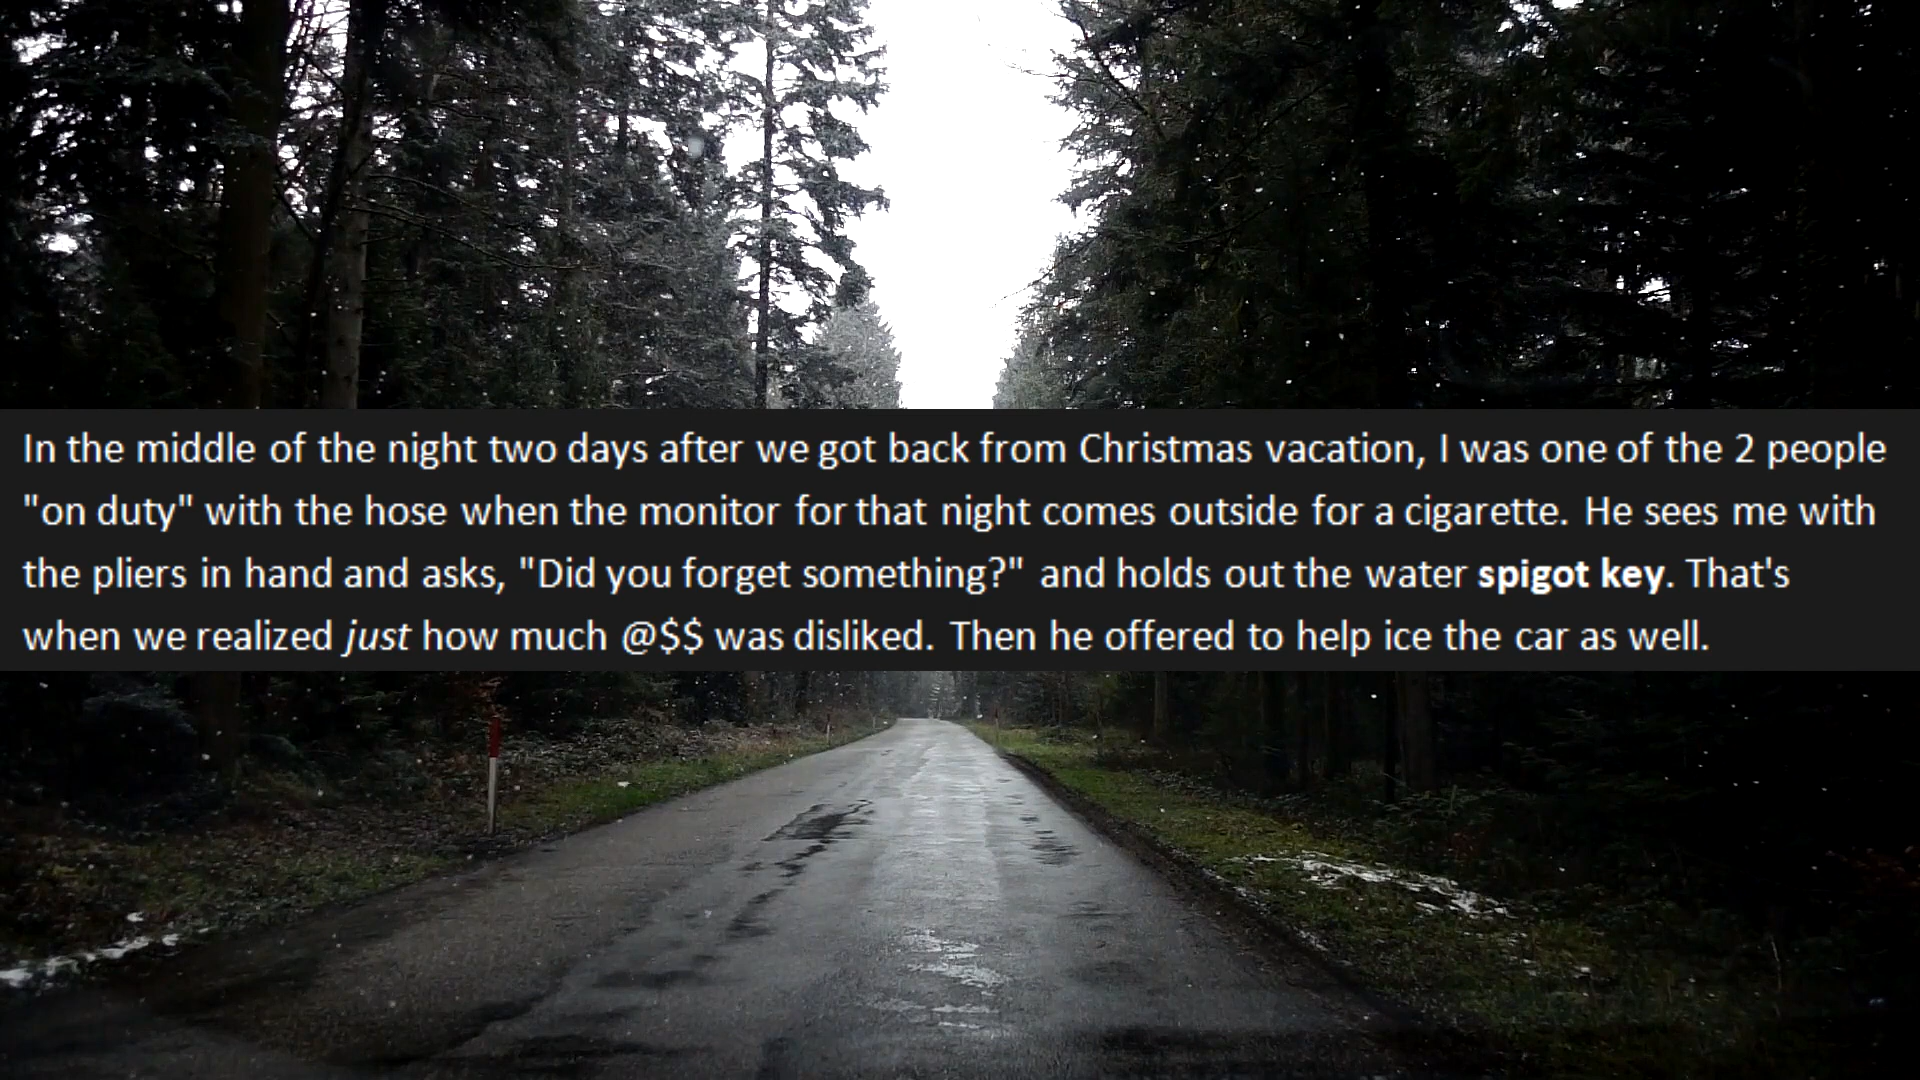 In the middle of the night two days after we got back from Christmas vacation, I was one of the 2 people
"on duty" with the hose when the monitor for that night comes outside for a cigarette. He sees me with
the pliers in hand and asks, "Did you forget something?" and holds out the water spigot key. That's
when we realized just how much @$$ was disliked. Then he offered to help ice the car as well.